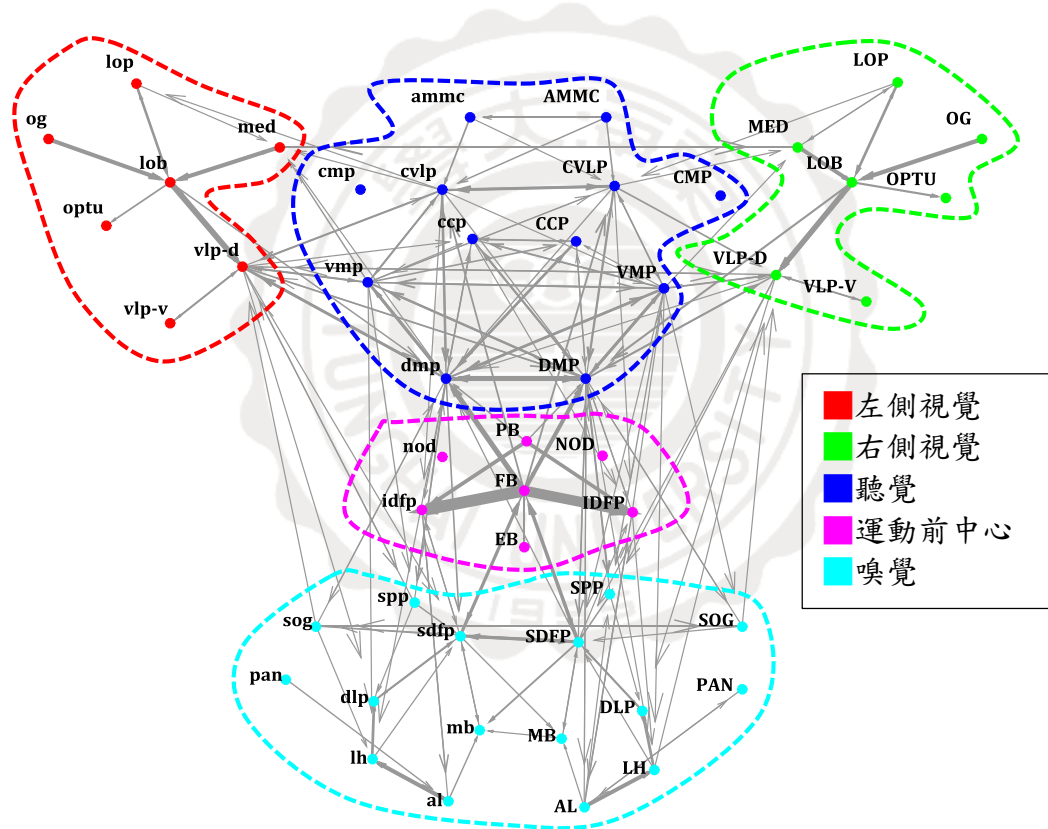 lop
LOP
ammc
AMMC
og
med
MED
OG
lob
cmp
cvlp
CVLP
CMP
LOB
OPTU
optu
ccp
CCP
vlp-d
vmp
VMP
VLP-D
VLP-V
vlp-v
dmp
DMP
左側視覺
右側視覺
聽覺
運動前中心
嗅覺
PB
nod
NOD
FB
idfp
IDFP
EB
spp
SPP
sog
sdfp
SDFP
SOG
pan
PAN
dlp
DLP
mb
MB
lh
LH
al
AL